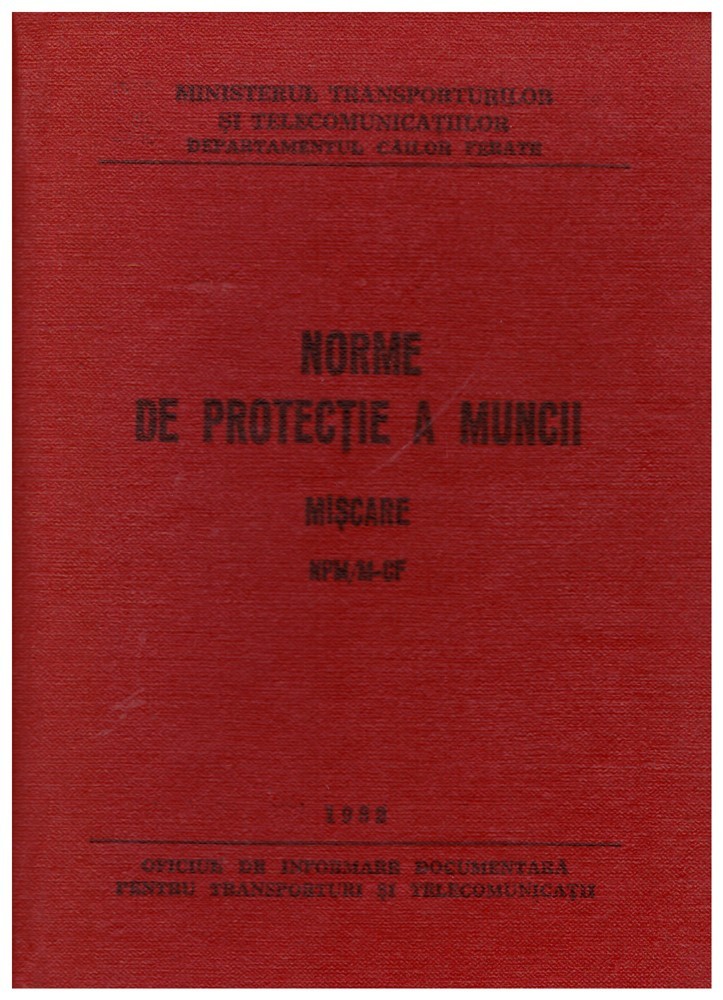 MINISTERUL TRANSPORTURILOR
ȘI TELECOMUNICAȚIILOR
DEPARTAMENTUL CĂILOR FERATE
NORME
DE PROTECȚIE A MUNCII
MIȘCARE
NPM/M-CF
OFICIUL DE INFORMARE DOCUMENTARĂ
PENTRU TRANSPORTURI ȘI TELECOMUNICAȚII